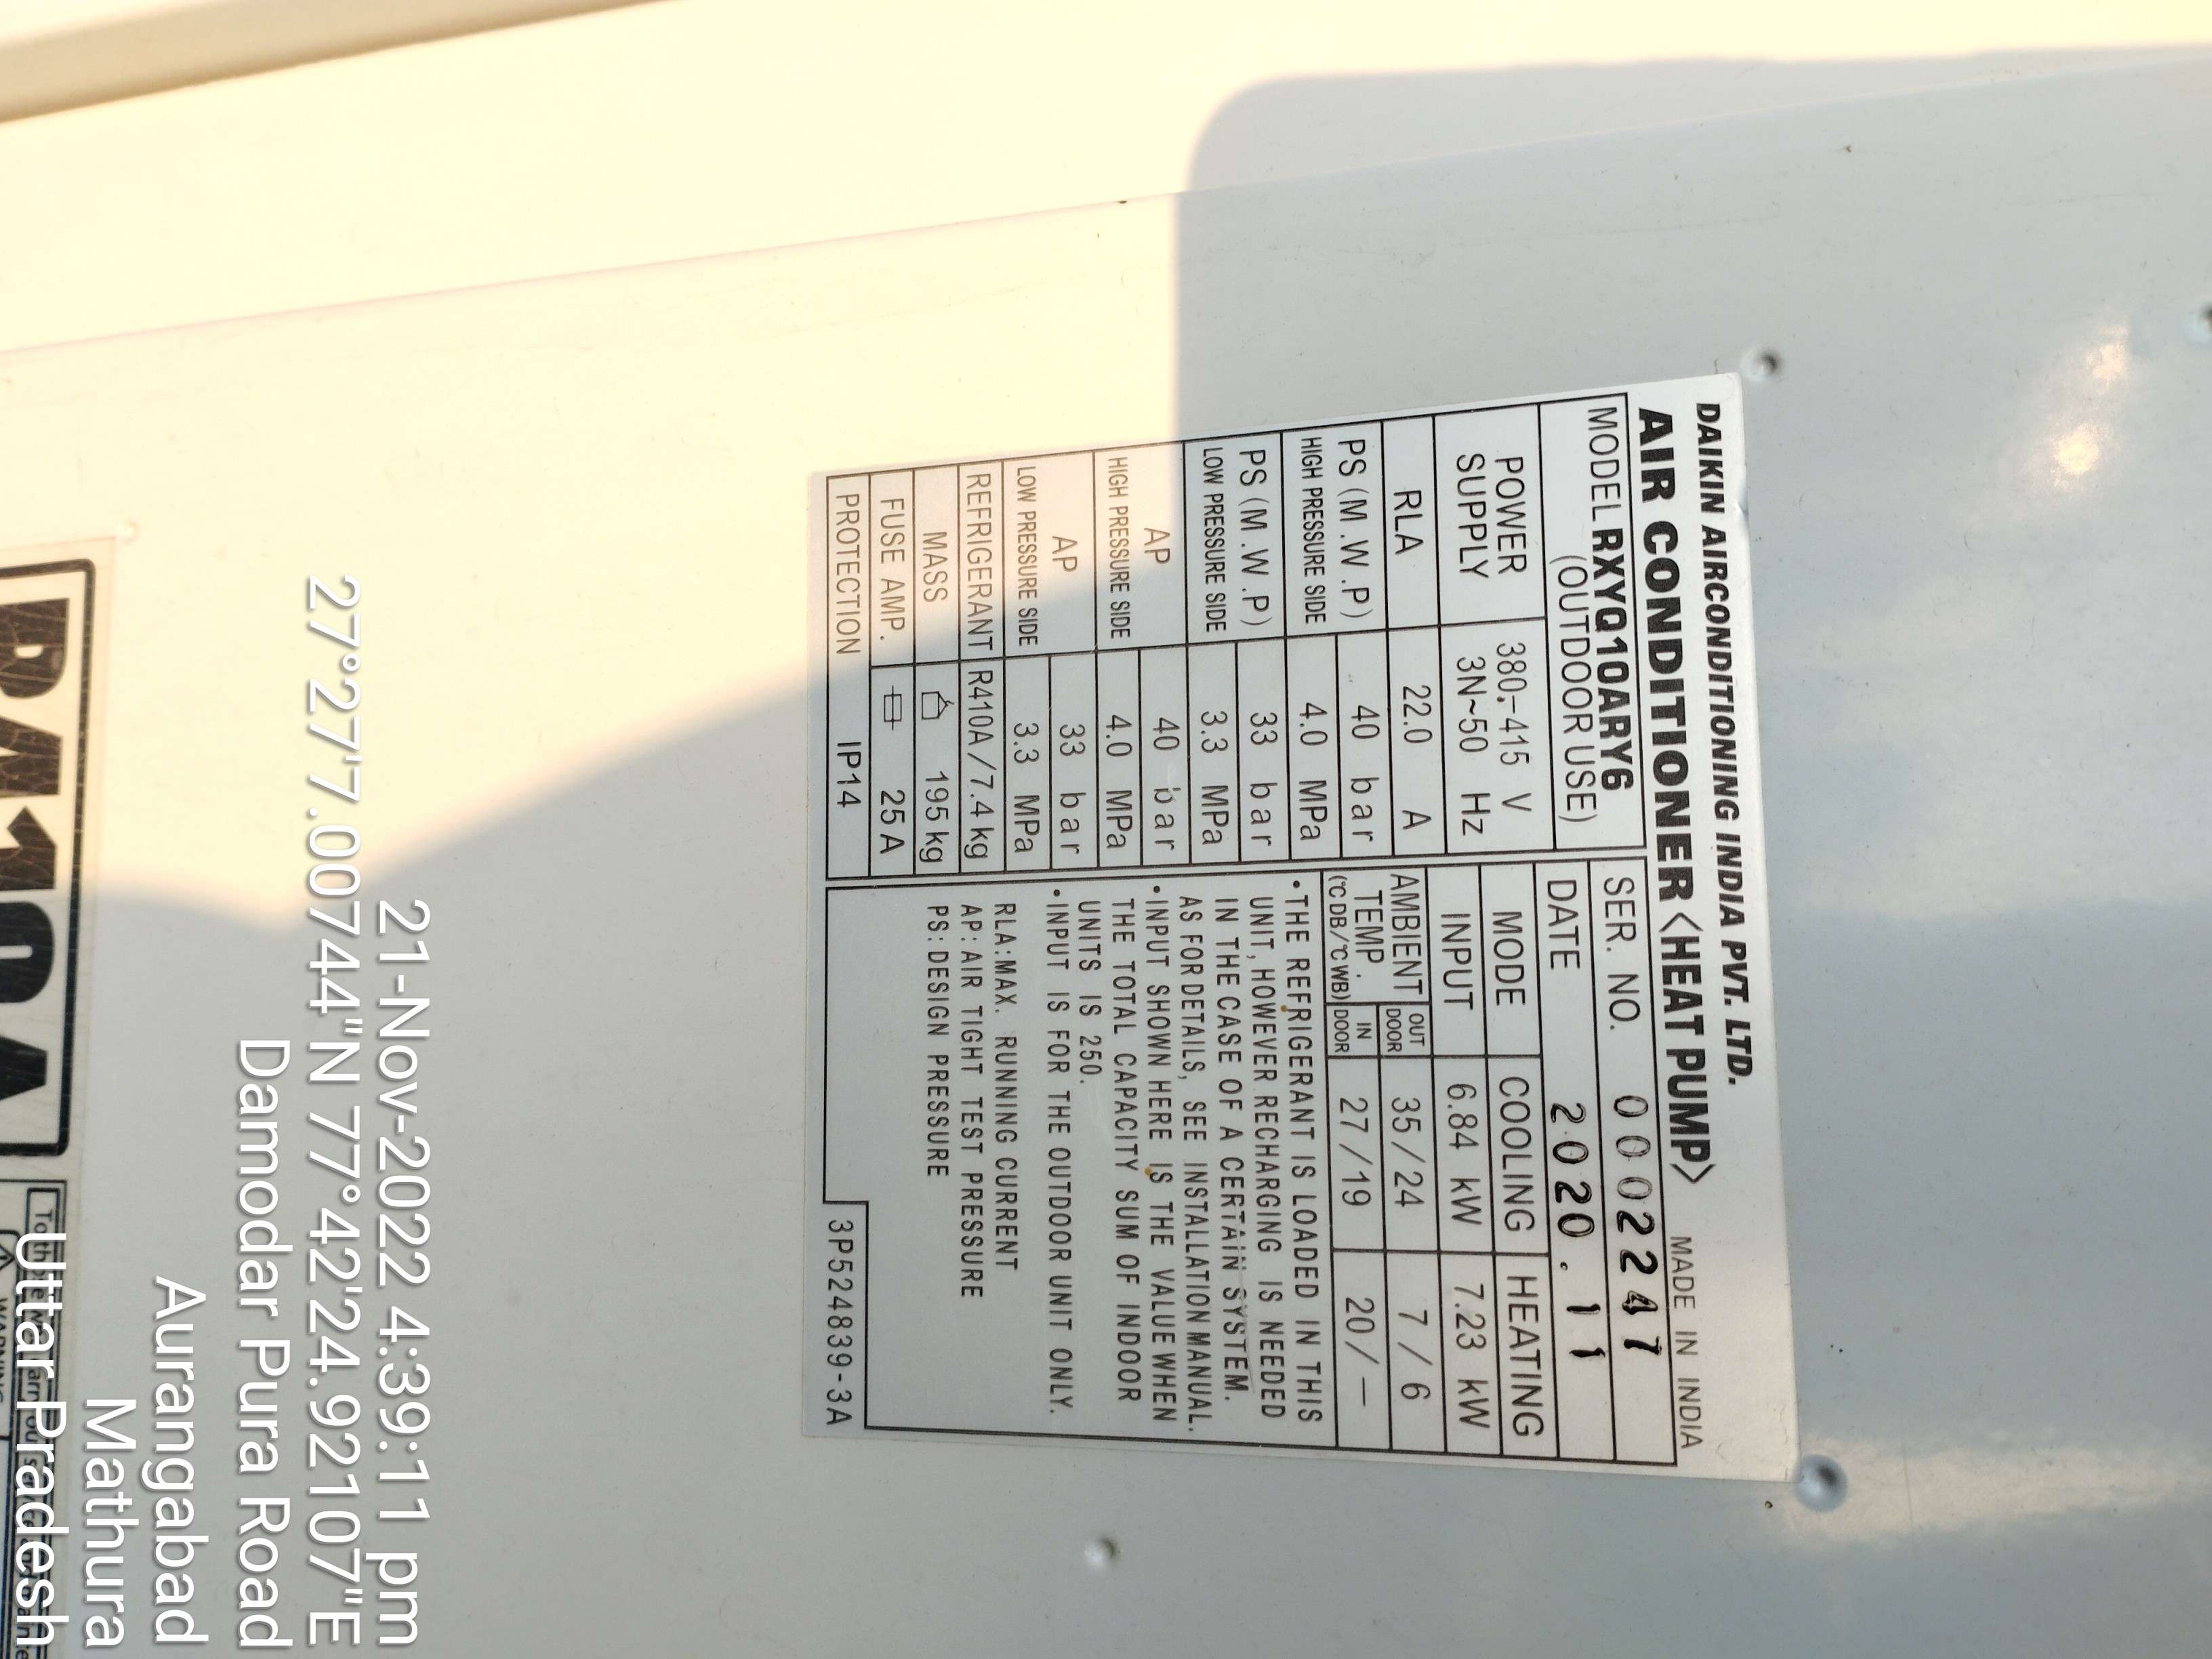 DAIKIN AIRCONDITIONING INDIA PVT. LTD.
AIR CONDITIONER <HEAT PUMP> MADE IN INDIA
MODEL RXYQ10ARY6
(OUTDOOR USE)
POWER SUPPLY 380-415 V
3N~50 Hz
RLA 22.0 A
PS (M.W.P) 40 bar
HIGH PRESSURE SIDE 4.0 MPa
PS (M.W.P) 33 bar
LOW PRESSURE SIDE 3.3 MPa
AP 40 bar
HIGH PRESSURE SIDE 4.0 MPa
AP 33 bar
LOW PRESSURE SIDE 3.3 MPa
REFRIGERANT R410A/7.4 kg
MASS 195 kg
FUSE AMP. 25 A
PROTECTION IP14
SER. NO. 0002247
DATE 2020.11
MODE COOLING HEATING
INPUT 6.84 kW 7.23 kW
AMBIENT TEMP. (°CDB/°CWB)
OUT DOOR 35/24 7/6
IN DOOR 27/19 20/—
•THE REFRIGERANT IS LOADED IN THIS
UNIT, HOWEVER RECHARGING IS NEEDED
IN THE CASE OF A CERTAIN SYSTEM.
AS FOR DETAILS, SEE INSTALLATION MANUAL.
•INPUT SHOWN HERE IS THE VALUE WHEN
THE TOTAL CAPACITY SUM OF INDOOR
UNITS IS 250.
•INPUT IS FOR THE OUTDOOR UNIT ONLY.
RLA:MAX. RUNNING CURRENT
AP:AIR TIGHT TEST PRESSURE
PS:DESIGN PRESSURE
3P524839-3A
21-Nov-2022 4:39:11 pm
27°27'7.00744"N 77°42'24.92107"E
Damodar Pura Road
Aurangabad
Mathura
Uttar Pradesh
R410A